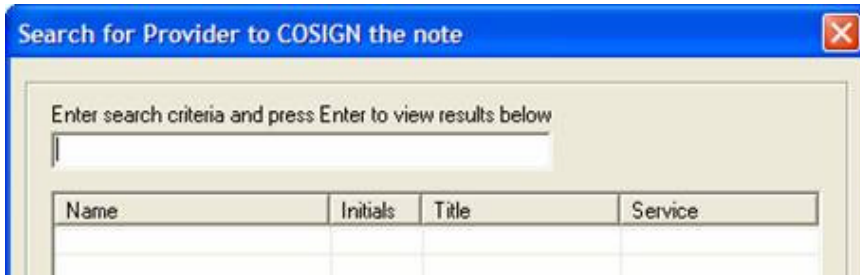 Search for Provider to COSIGN the note
Enter search criteria and press Enter to view results below
Name Initials Title Service